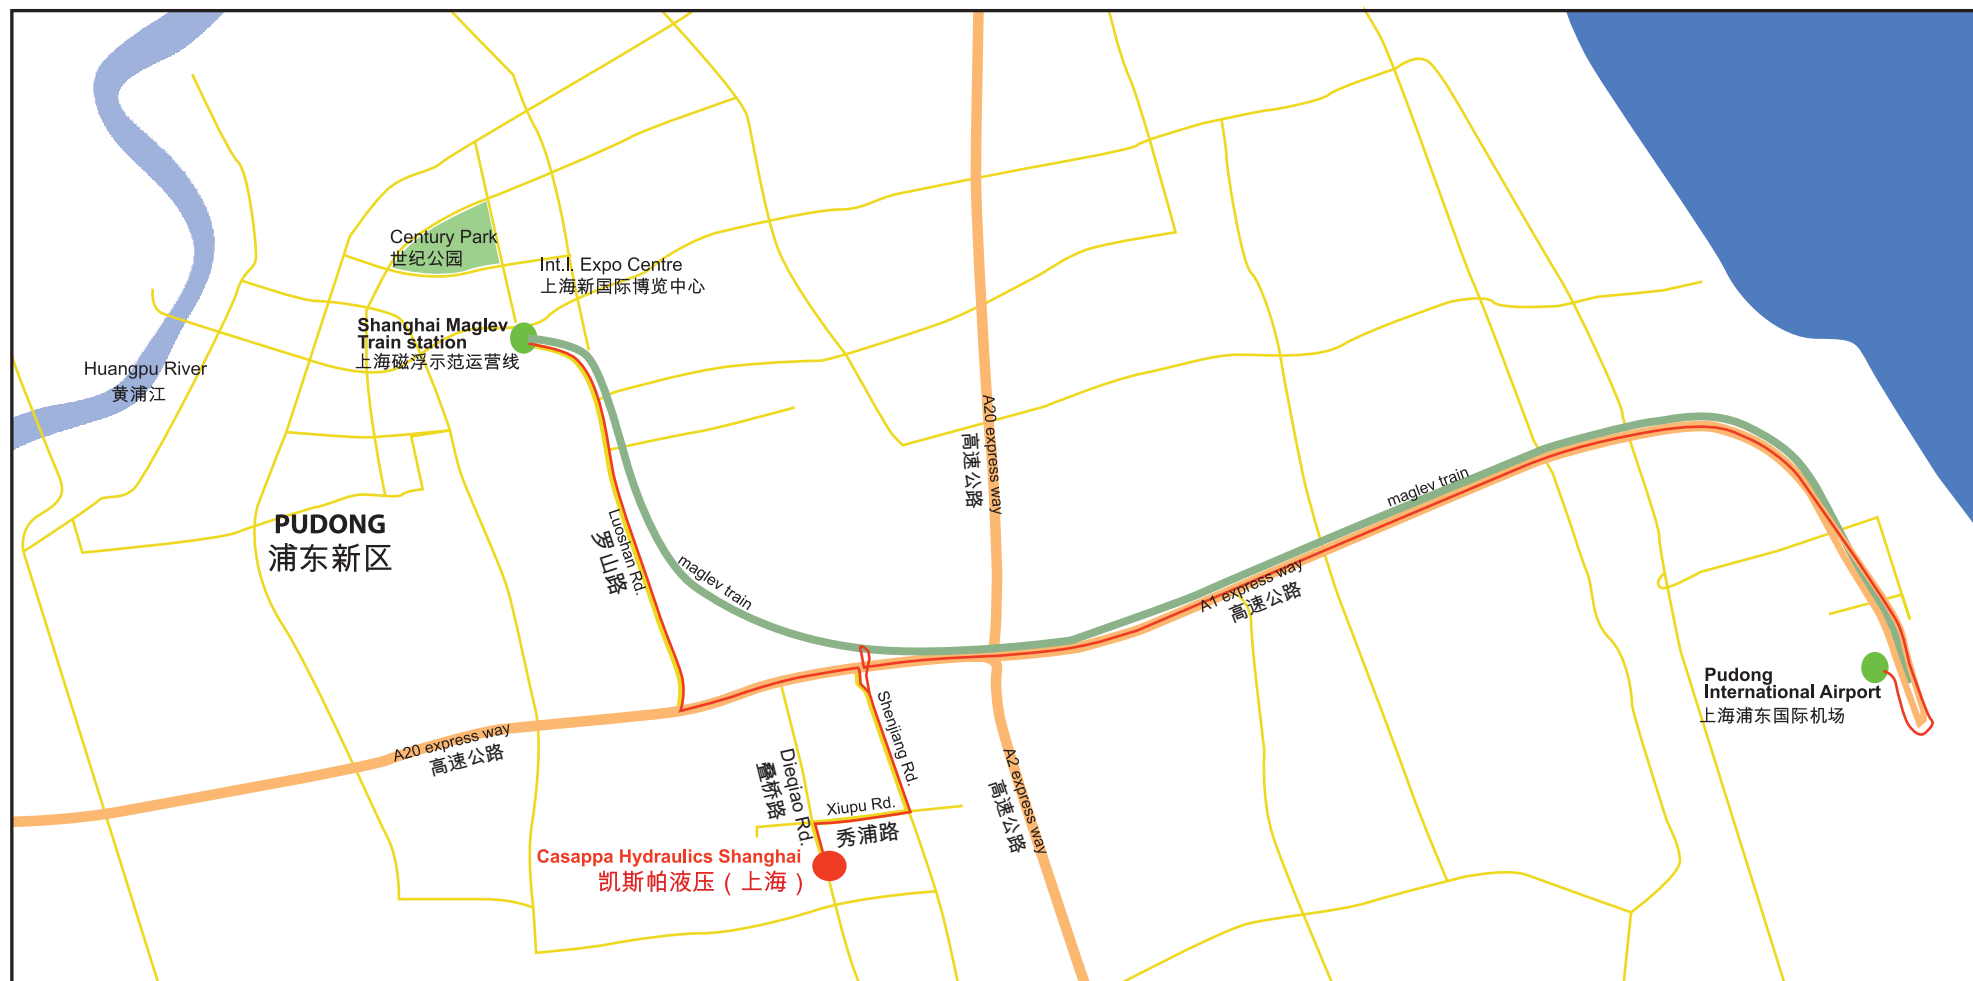 Century Park
世纪公园
Int.l. Expo Centre
上海新国际博览中心
Shanghai Maglev
Train station
上海磁浮示范运营线
Huangpu River
黄浦江
A20 express way
高速公路
maglev train
PUDONG
浦东新区
Luoshan Rd.
罗山路
maglev train
A1 express way
高速公路
Pudong
International Airport
上海浦东国际机场
A20 express way
高速公路
Shenjiang Rd.
Dieqiao Rd.
叠桥路
A2 express way
高速公路
Xiupu Rd.
秀浦路
Casappa Hydraulics Shanghai
凯斯帕液压（上海）